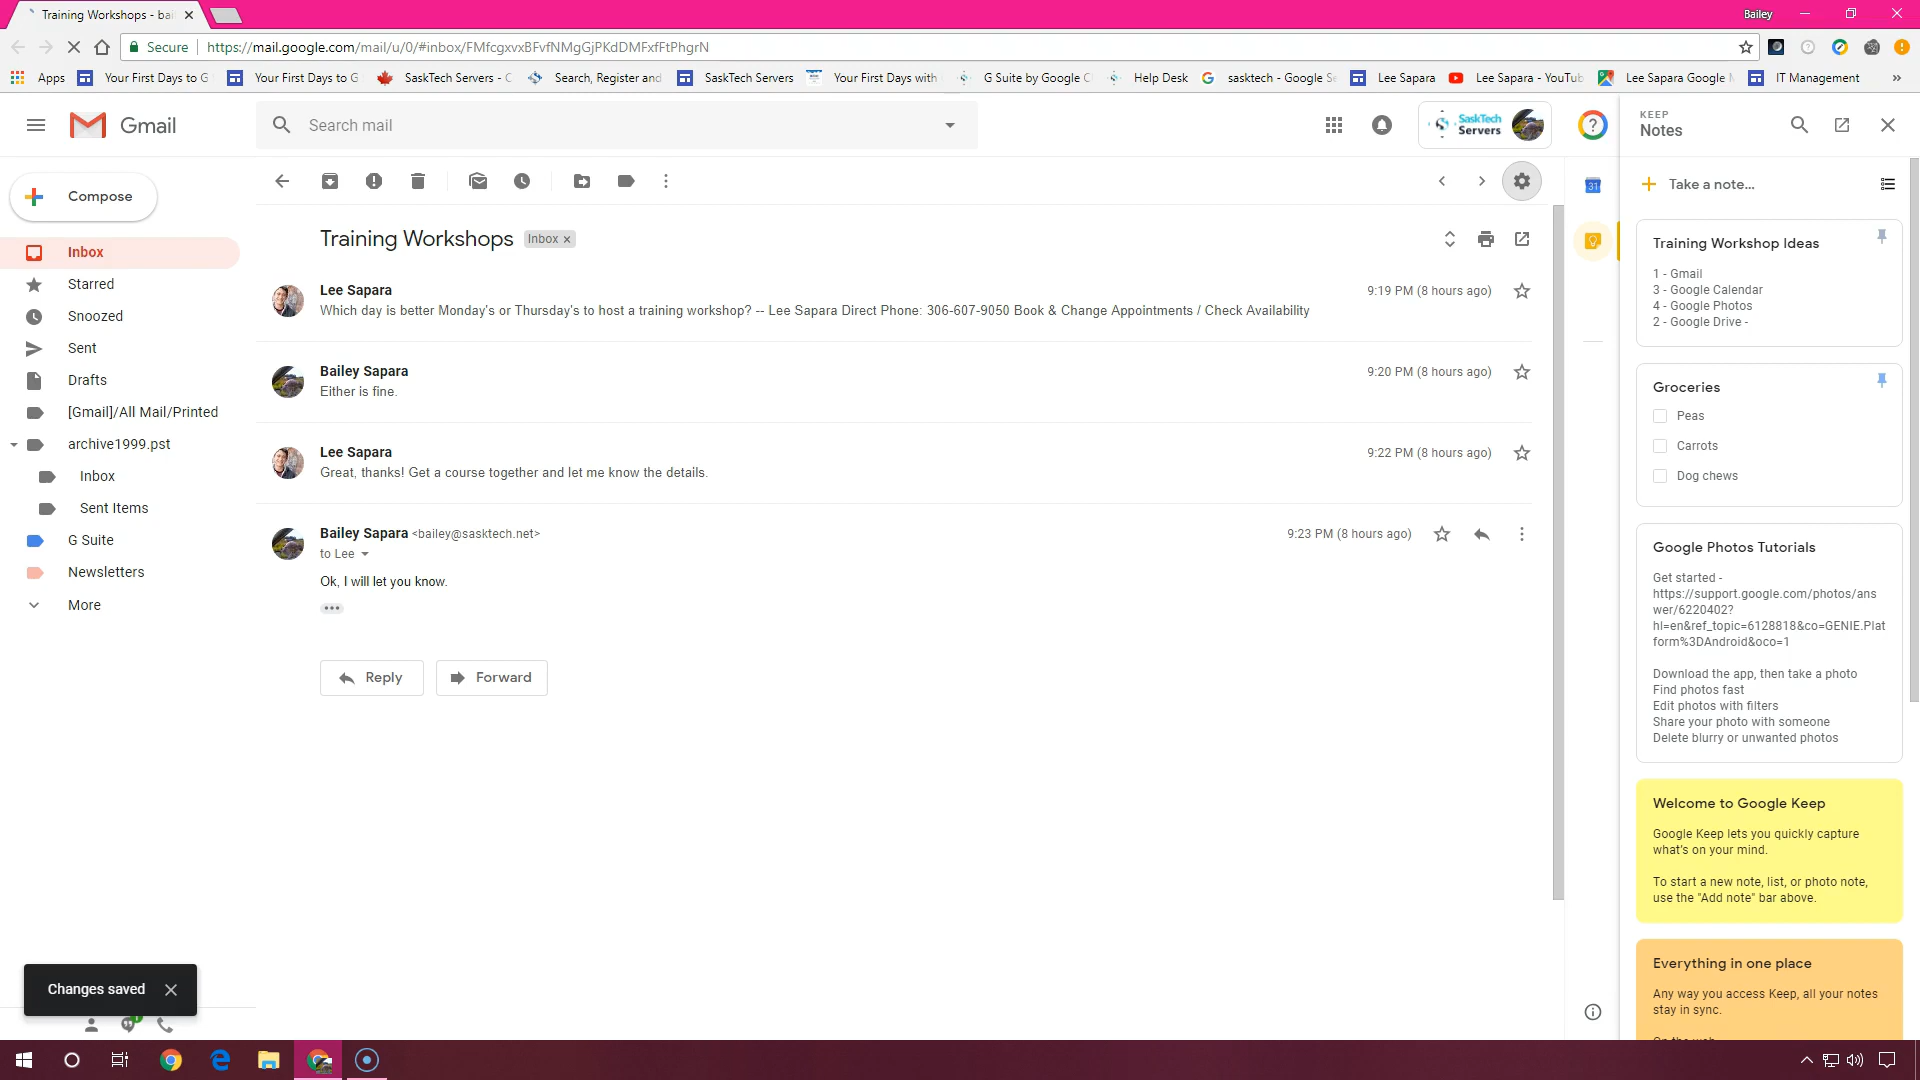 Training Workshops - ba
Bailey
Secure
https://mail.google.com/mail/u/0/#inbox/FMfcgxvxBFvfNMgGjPKdDMFxfFtPhgrN
Apps
Your First Days to G
Your First Days to G
SaskTech Servers - C
Search, Register and
SaskTech Servers
Your First Days with
G Suite by Google C
Help Desk
sasktech - Google Se
Lee Sapara
Lee Sapara - YouTub
Lee Sapara Google M
IT Management
Gmail
Search mail
SaskTech
Servers
KEEP
Notes
Compose
Inbox
Starred
Snoozed
Sent
Drafts
[Gmail]/All Mail/Printed
archive1999.pst
Inbox
Sent Items
G Suite
Newsletters
More
Training Workshops
Inbox
Lee Sapara
9:19 PM (8 hours ago)
Which day is better Monday's or Thursday's to host a training workshop? -- Lee Sapara Direct Phone: 306-607-9050 Book & Change Appointments / Check Availability
Bailey Sapara
9:20 PM (8 hours ago)
Either is fine.
Lee Sapara
9:22 PM (8 hours ago)
Great, thanks! Get a course together and let me know the details.
Bailey Sapara <bailey@sasktech.net>
9:23 PM (8 hours ago)
to Lee
Ok, I will let you know.
Reply
Forward
31
Take a note...
Training Workshop Ideas
1 - Gmail
3 - Google Calendar
4 - Google Photos
2 - Google Drive -
Groceries
Peas
Carrots
Dog chews
Google Photos Tutorials
Get started -
https://support.google.com/photos/ans
wer/6220402?
hl=en&ref_topic=6128818&co=GENIE.Plat
form%3DAndroid&oco=1
Download the app, then take a photo
Find photos fast
Edit photos with filters
Share your photo with someone
Delete blurry or unwanted photos
Welcome to Google Keep
Google Keep lets you quickly capture
what's on your mind.
To start a new note, list, or photo note,
use the "Add note" bar above.
Everything in one place
Any way you access Keep, all your notes
stay in sync.
On the web
Changes saved